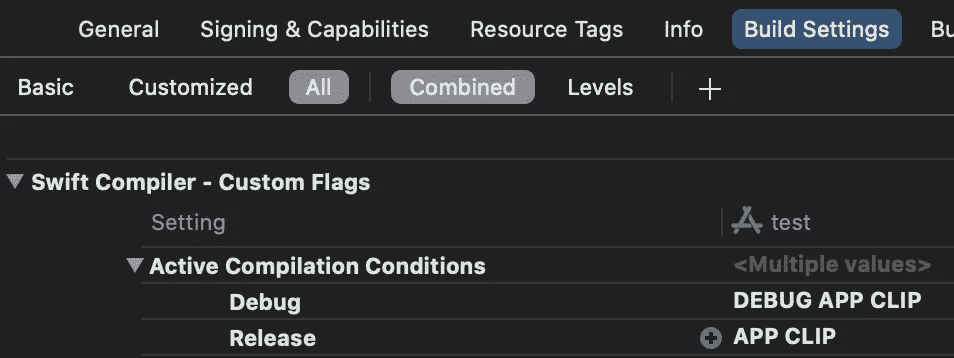 General Signing & Capabilities Resource Tags Info Build Settings Bu
Basic Customized All Combined Levels
Swift Compiler - Custom Flags
Setting test
Active Compilation Conditions <Multiple values>
Debug DEBUG APP CLIP
Release APP CLIP